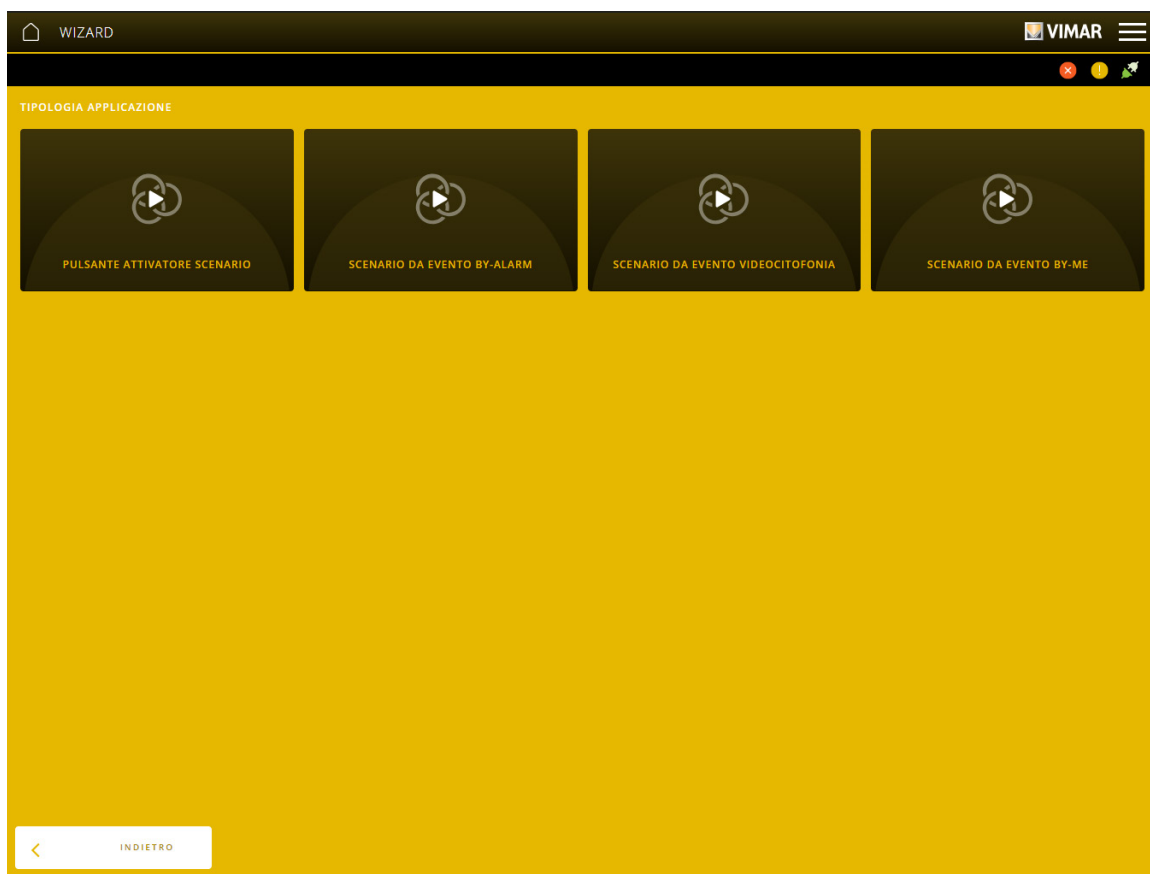 WIZARD
VIMAR
TIPOLOGIA APPLICAZIONE
PULSANTE ATTIVATORE SCENARIO
SCENARIO DA EVENTO BY-ALARM
SCENARIO DA EVENTO VIDEOCITOFONIA
SCENARIO DA EVENTO BY-ME
INDIETRO